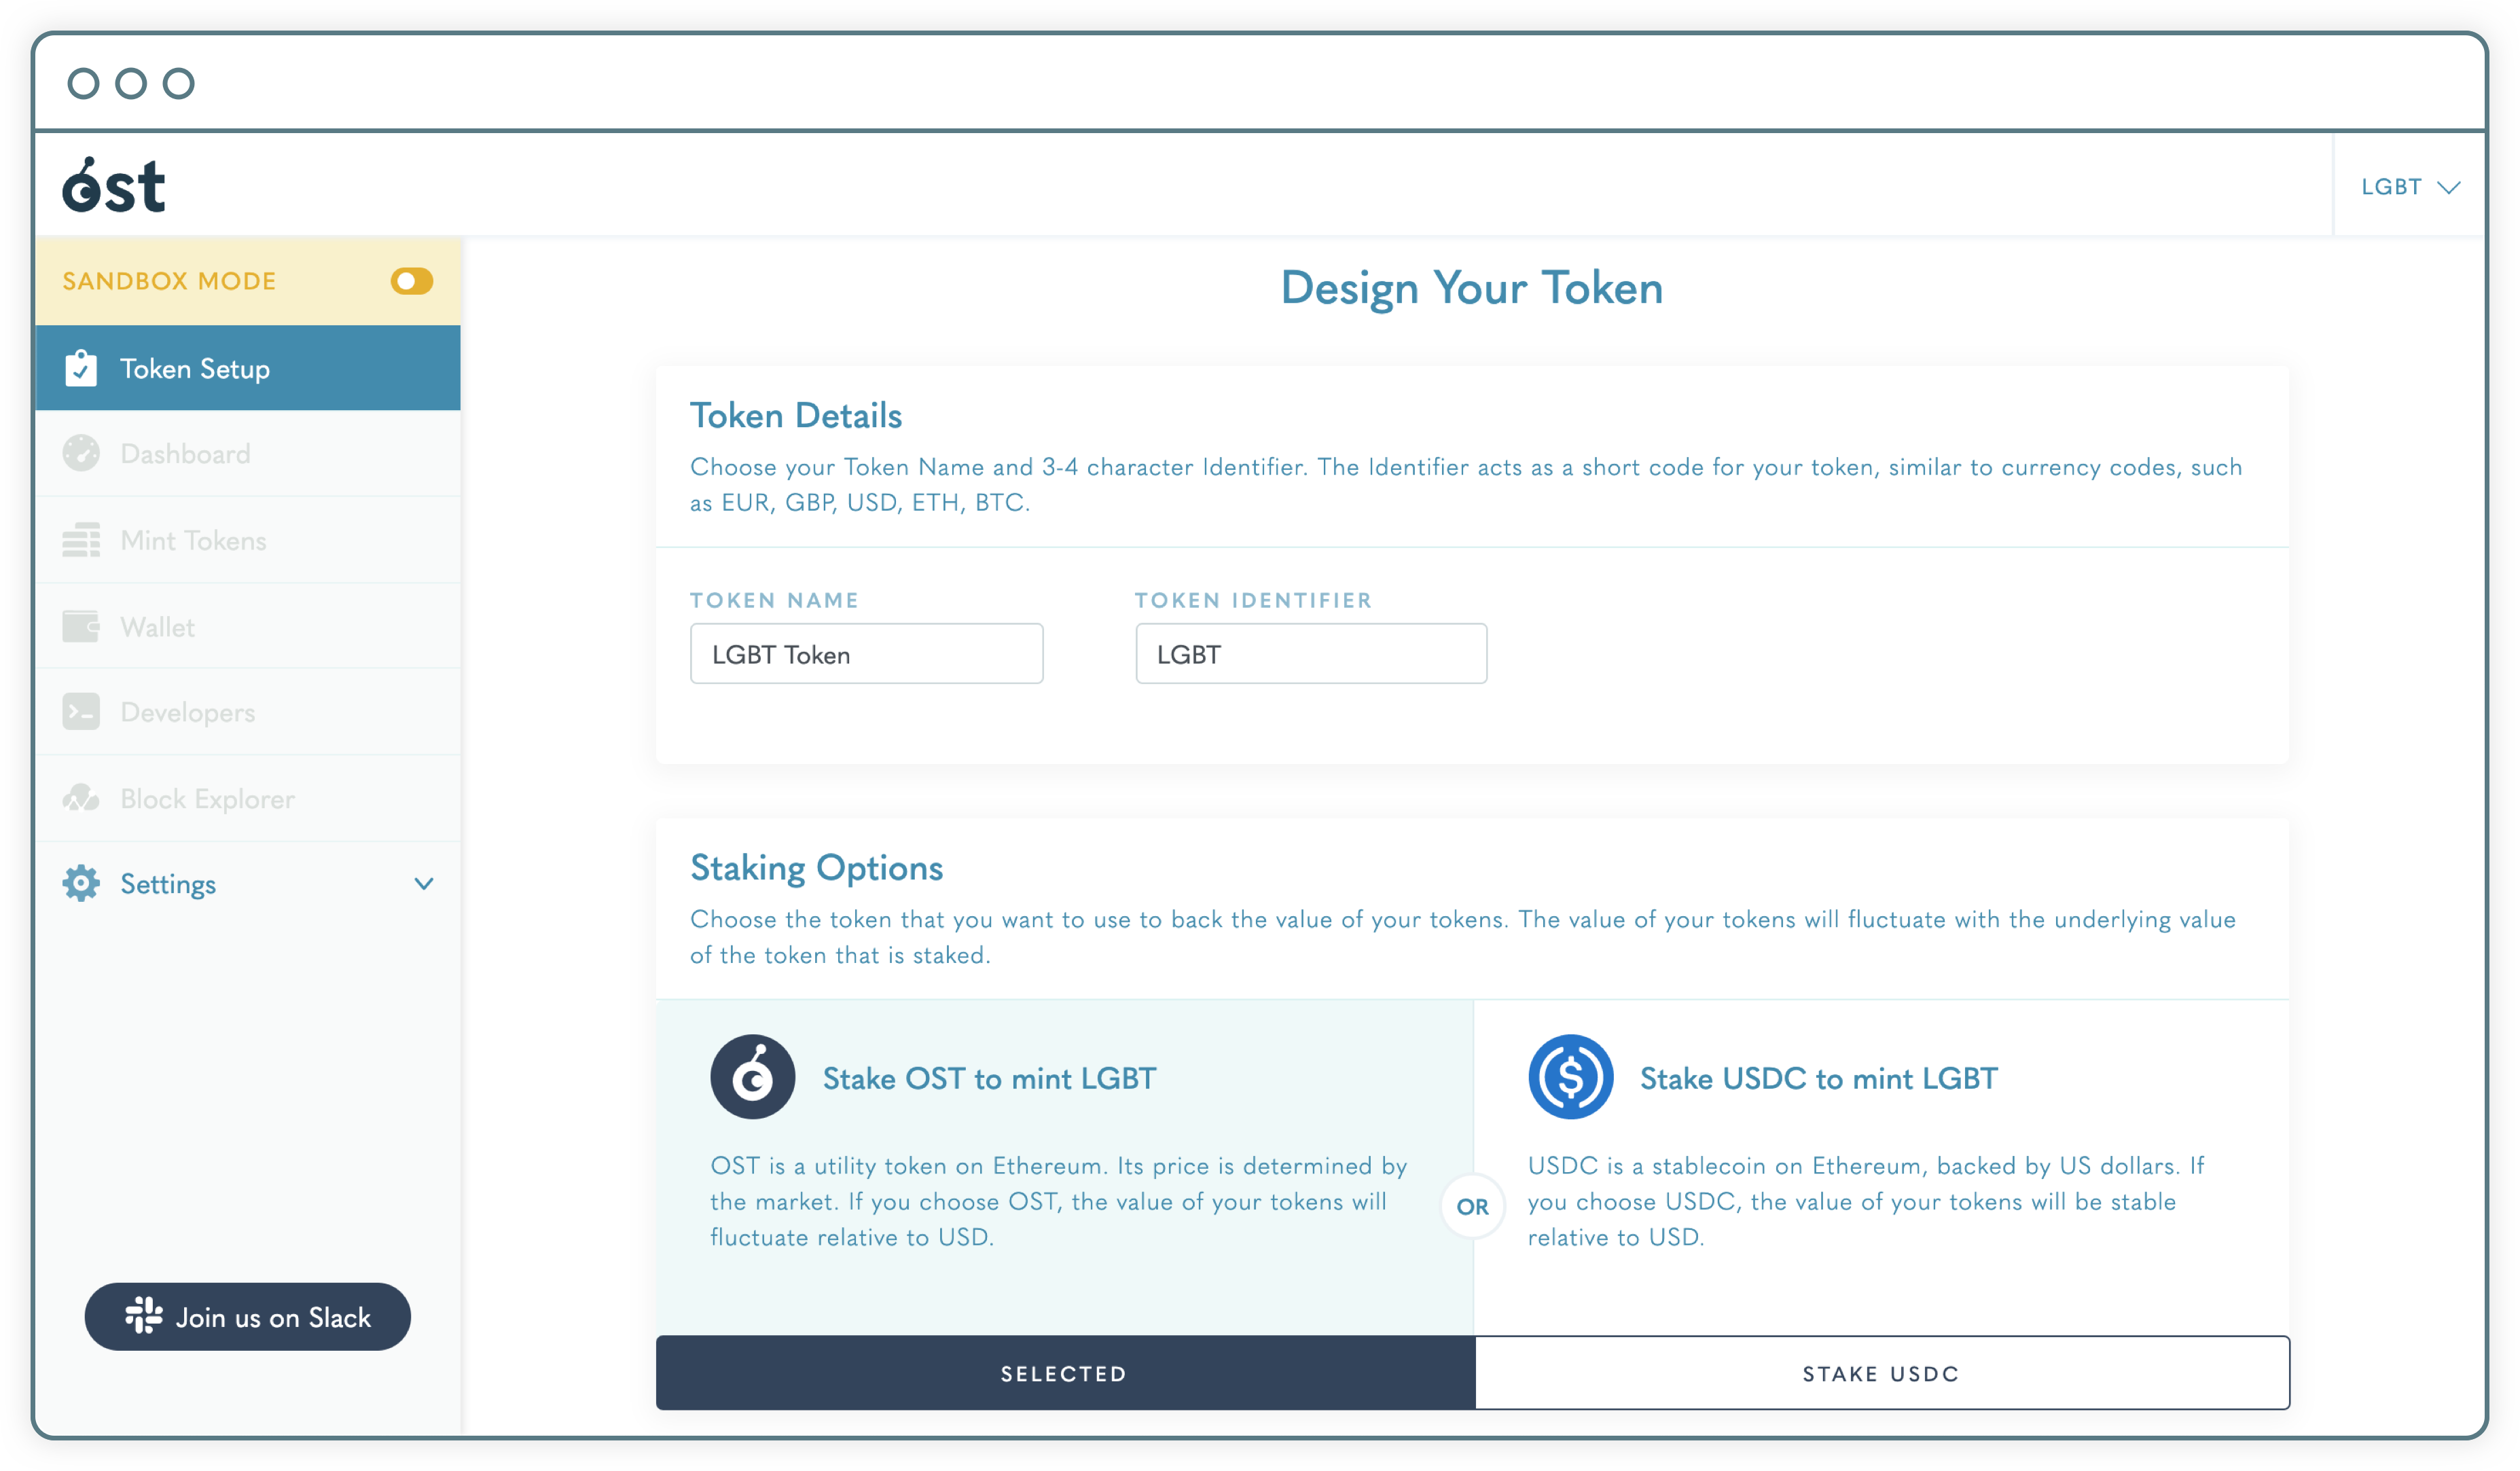 ost
LGBT
SANDBOX MODE
Token Setup
Dashboard
Mint Tokens
Wallet
Developers
Block Explorer
Settings
Join us on Slack
Design Your Token
Token Details
Choose your Token Name and 3-4 character Identifier. The Identifier acts as a short code for your token, similar to currency codes, such
as EUR, GBP, USD, ETH, BTC.
TOKEN NAME
LGBT Token
TOKEN IDENTIFIER
LGBT
Staking Options
Choose the token that you want to use to back the value of your tokens. The value of your tokens will fluctuate with the underlying value
of the token that is staked.
Stake OST to mint LGBT
OST is a utility token on Ethereum. Its price is determined by
the market. If you choose OST, the value of your tokens will
fluctuate relative to USD.
SELECTED
OR
Stake USDC to mint LGBT
USDC is a stablecoin on Ethereum, backed by US dollars. If
you choose USDC, the value of your tokens will be stable
relative to USD.
STAKE USDC